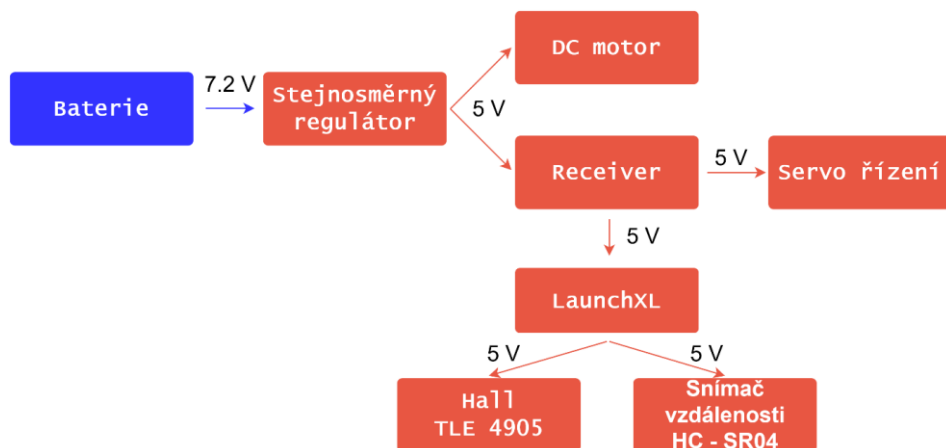 DC motor
7.2 V
Baterie
Stejnosměrný
regulátor
5 V
Receiver
5 V
Servo řízení
5 V
LaunchXL
5 V
5 V
Hall
TLE 4905
Snímač
vzdálenosti
HC - SR04